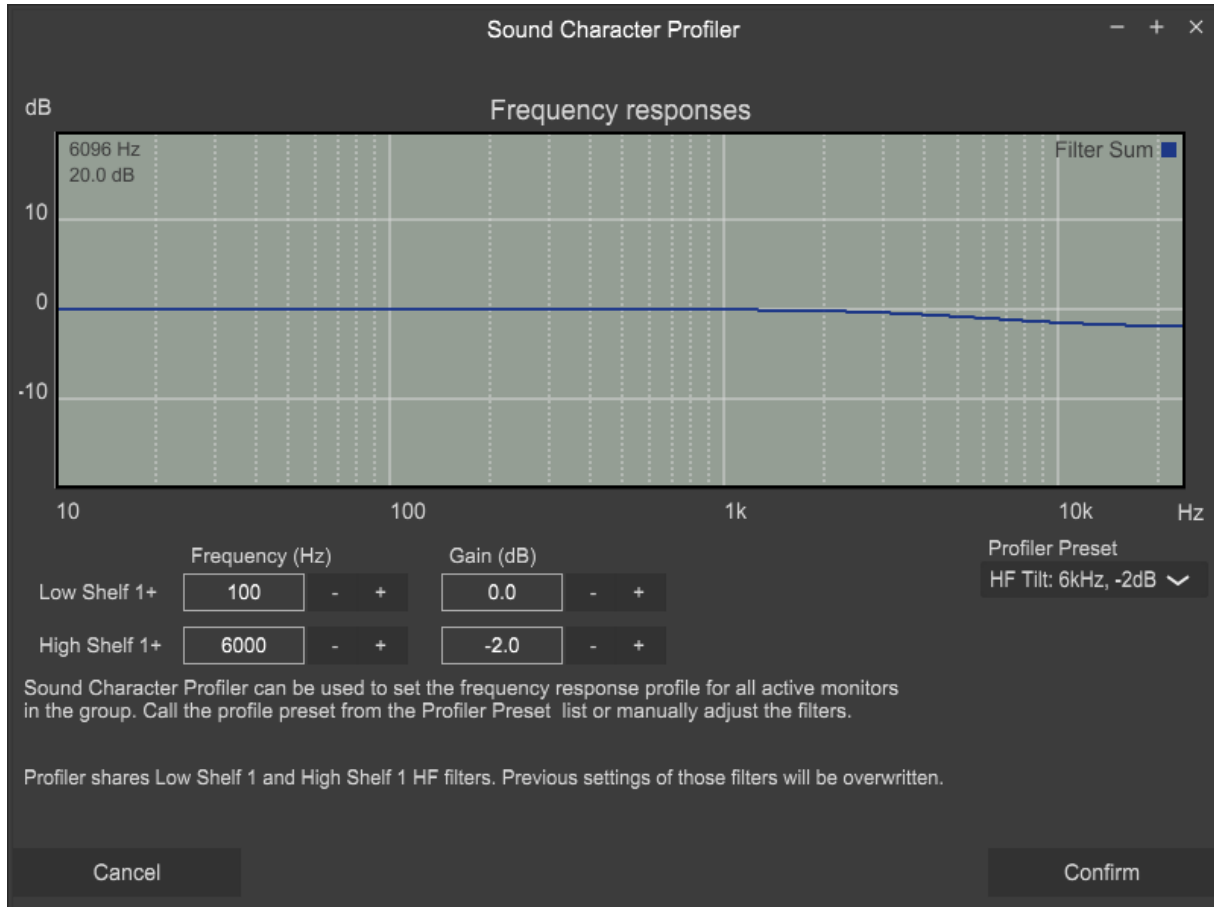 Sound Character Profiler - + ×
dB
Frequency responses
6096 Hz
20.0 dB
Filter Sum
10
0
-10
10 100 1k 10k Hz
Frequency (Hz) Gain (dB)
Profiler Preset
HF Tilt: 6kHz, -2dB
Low Shelf 1+ 100 - + 0.0 - +
High Shelf 1+ 6000 - + -2.0 - +
Sound Character Profiler can be used to set the frequency response profile for all active monitors
in the group. Call the profile preset from the Profiler Preset list or manually adjust the filters.
Profiler shares Low Shelf 1 and High Shelf 1 HF filters. Previous settings of those filters will be overwritten.
Cancel Confirm